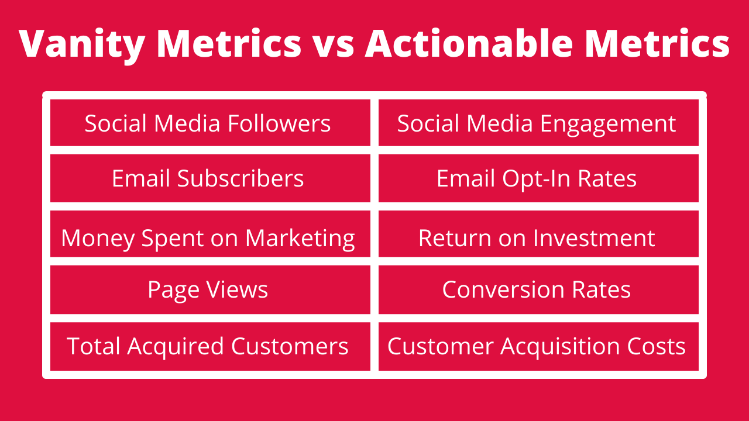 Vanity Metrics vs Actionable Metrics
Social Media Followers
Social Media Engagement
Email Subscribers
Email Opt-In Rates
Money Spent on Marketing
Return on Investment
Page Views
Conversion Rates
Total Acquired Customers
Customer Acquisition Costs